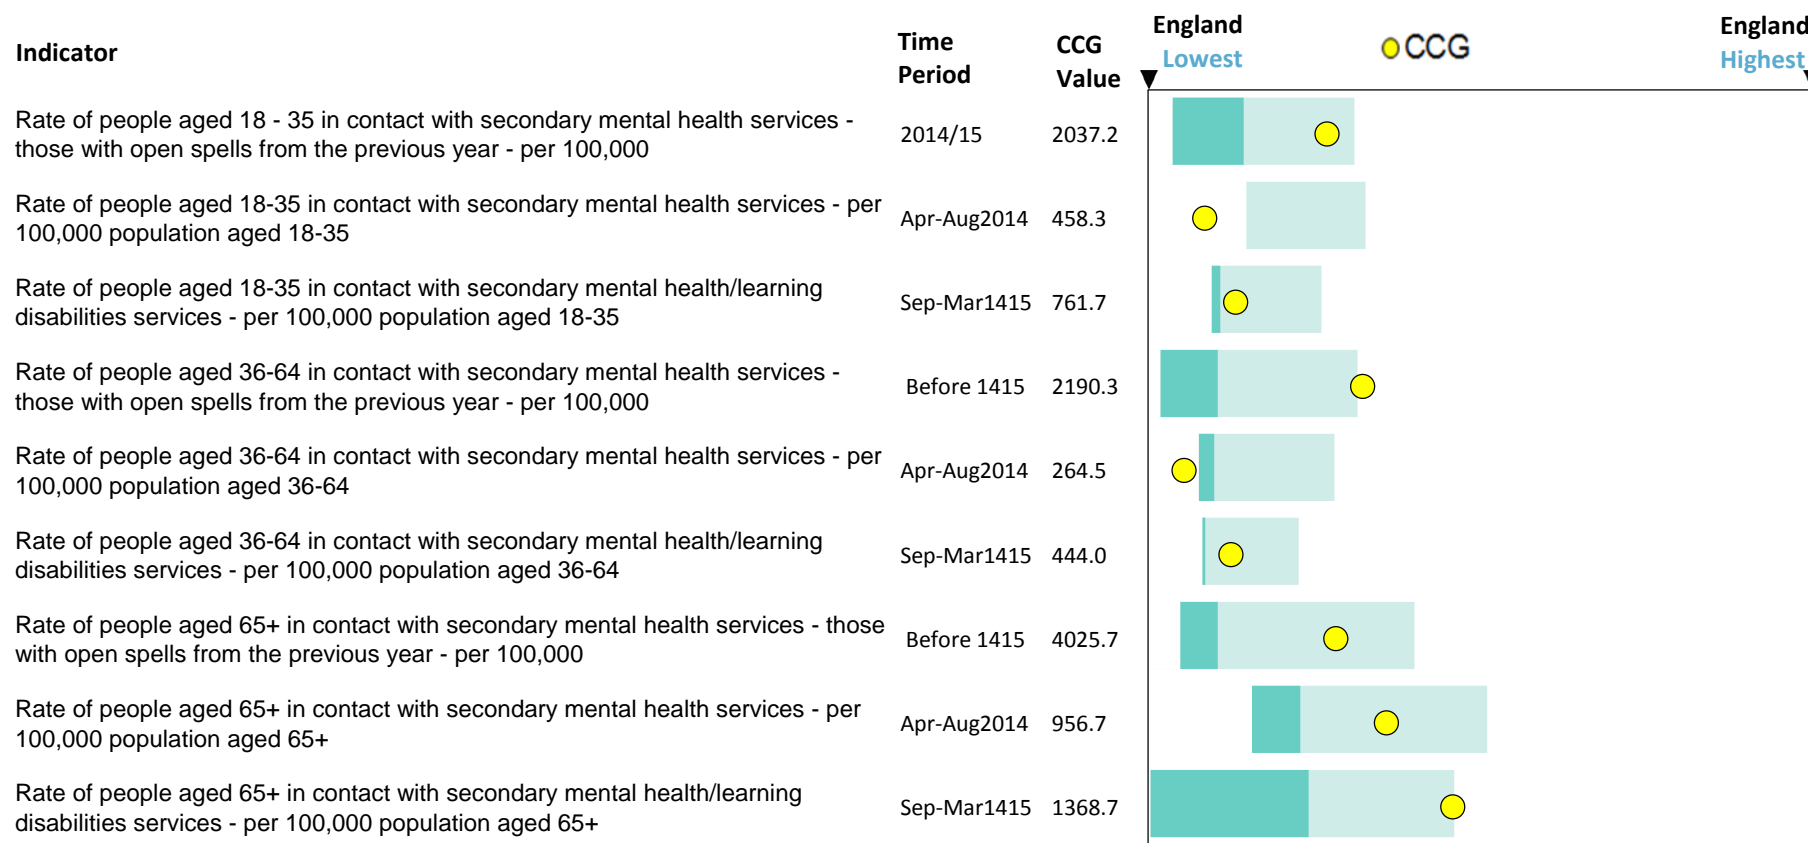 Indicator
Time
Period
CCG
Value
England
Lowest
CCG
England
Highest
Rate of people aged 18 - 35 in contact with secondary mental health services -
those with open spells from the previous year - per 100,000
2014/15
2037.2
Rate of people aged 18-35 in contact with secondary mental health services - per
100,000 population aged 18-35
Apr-Aug2014
458.3
Rate of people aged 18-35 in contact with secondary mental health/learning
disabilities services - per 100,000 population aged 18-35
Sep-Mar1415
761.7
Rate of people aged 36-64 in contact with secondary mental health services -
those with open spells from the previous year - per 100,000
Before 1415
2190.3
Rate of people aged 36-64 in contact with secondary mental health services - per
100,000 population aged 36-64
Apr-Aug2014
264.5
Rate of people aged 36-64 in contact with secondary mental health/learning
disabilities services - per 100,000 population aged 36-64
Sep-Mar1415
444.0
Rate of people aged 65+ in contact with secondary mental health services - those
with open spells from the previous year - per 100,000
Before 1415
4025.7
Rate of people aged 65+ in contact with secondary mental health services - per
100,000 population aged 65+
Apr-Aug2014
956.7
Rate of people aged 65+ in contact with secondary mental health/learning
disabilities services - per 100,000 population aged 65+
Sep-Mar1415
1368.7